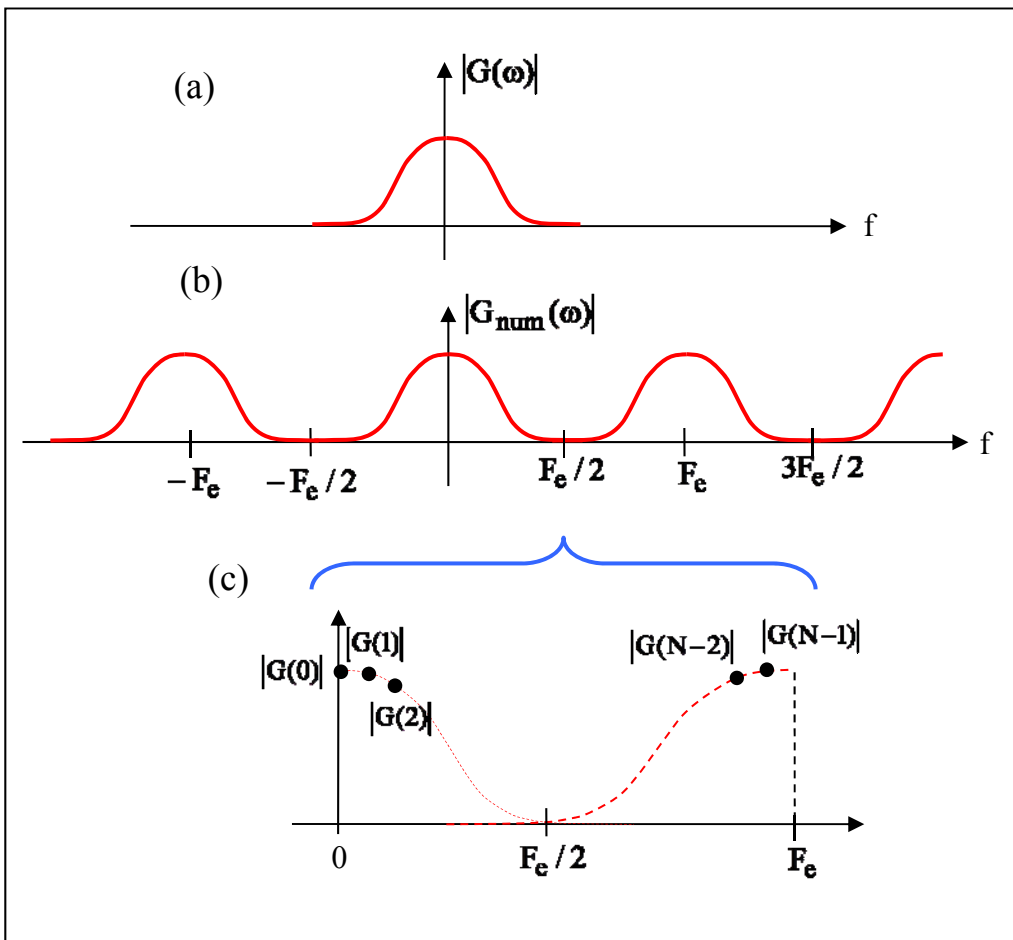 (a)
|G(ω)|
f
(b)
|G_num(ω)|
f
−F_e
−F_e/2
F_e/2
F_e
3F_e/2
(c)
|G(0)|
|G(1)|
|G(2)|
|G(N−2)|
|G(N−1)|
0
F_e/2
F_e